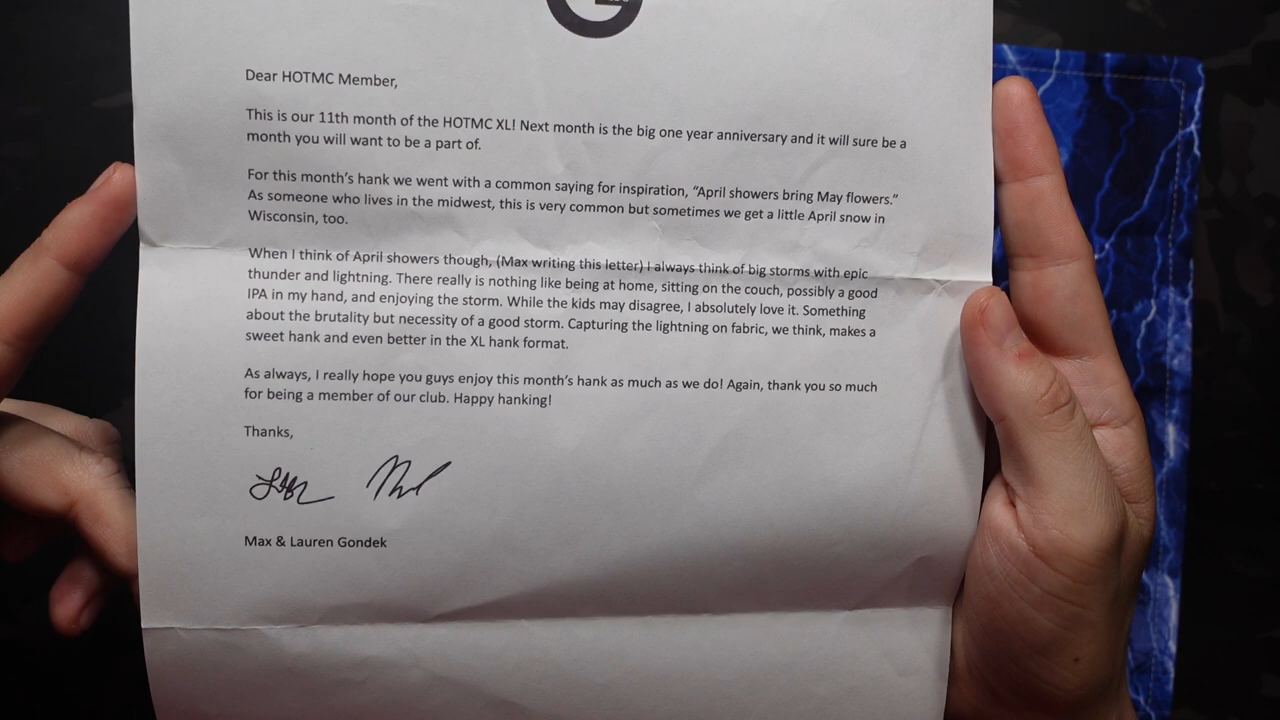 Dear HOTMC Member,
This is our 11th month of the HOTMC XL! Next month is the big one year anniversary and it will sure be a
month you will want to be a part of.
For this month's hank we went with a common saying for inspiration, "April showers bring May flowers."
As someone who lives in the midwest, this is very common but sometimes we get a little April snow in
Wisconsin, too.
When I think of April showers though, (Max writing this letter) I always think of big storms with epic
thunder and lightning. There really is nothing like being at home, sitting on the couch, possibly a good
IPA in my hand, and enjoying the storm. While the kids may disagree, I absolutely love it. Something
about the brutality but necessity of a good storm. Capturing the lightning on fabric, we think, makes a
sweet hank and even better in the XL hank format.
As always, I really hope you guys enjoy this month's hank as much as we do! Again, thank you so much
for being a member of our club. Happy hanking!
Thanks,
Max & Lauren Gondek